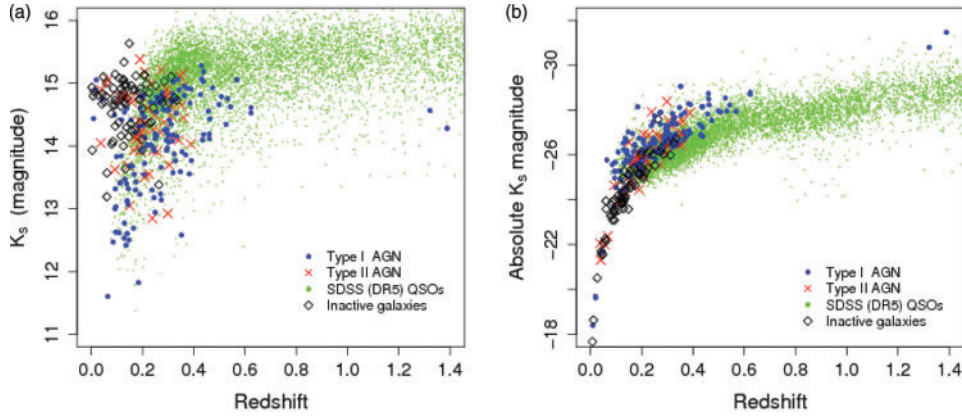 (a)
16
15
14
13
12
11
K_s (magnitude)
0.0 0.2 0.4 0.6 0.8 1.0 1.2 1.4
Redshift
Type I AGN
Type II AGN
SDSS (DR5) QSOs
Inactive galaxies
(b)
-30
-26
-22
-18
Absolute K_s magnitude
0.0 0.2 0.4 0.6 0.8 1.0 1.2 1.4
Redshift
Type I AGN
Type II AGN
SDSS (DR5) QSOs
Inactive galaxies